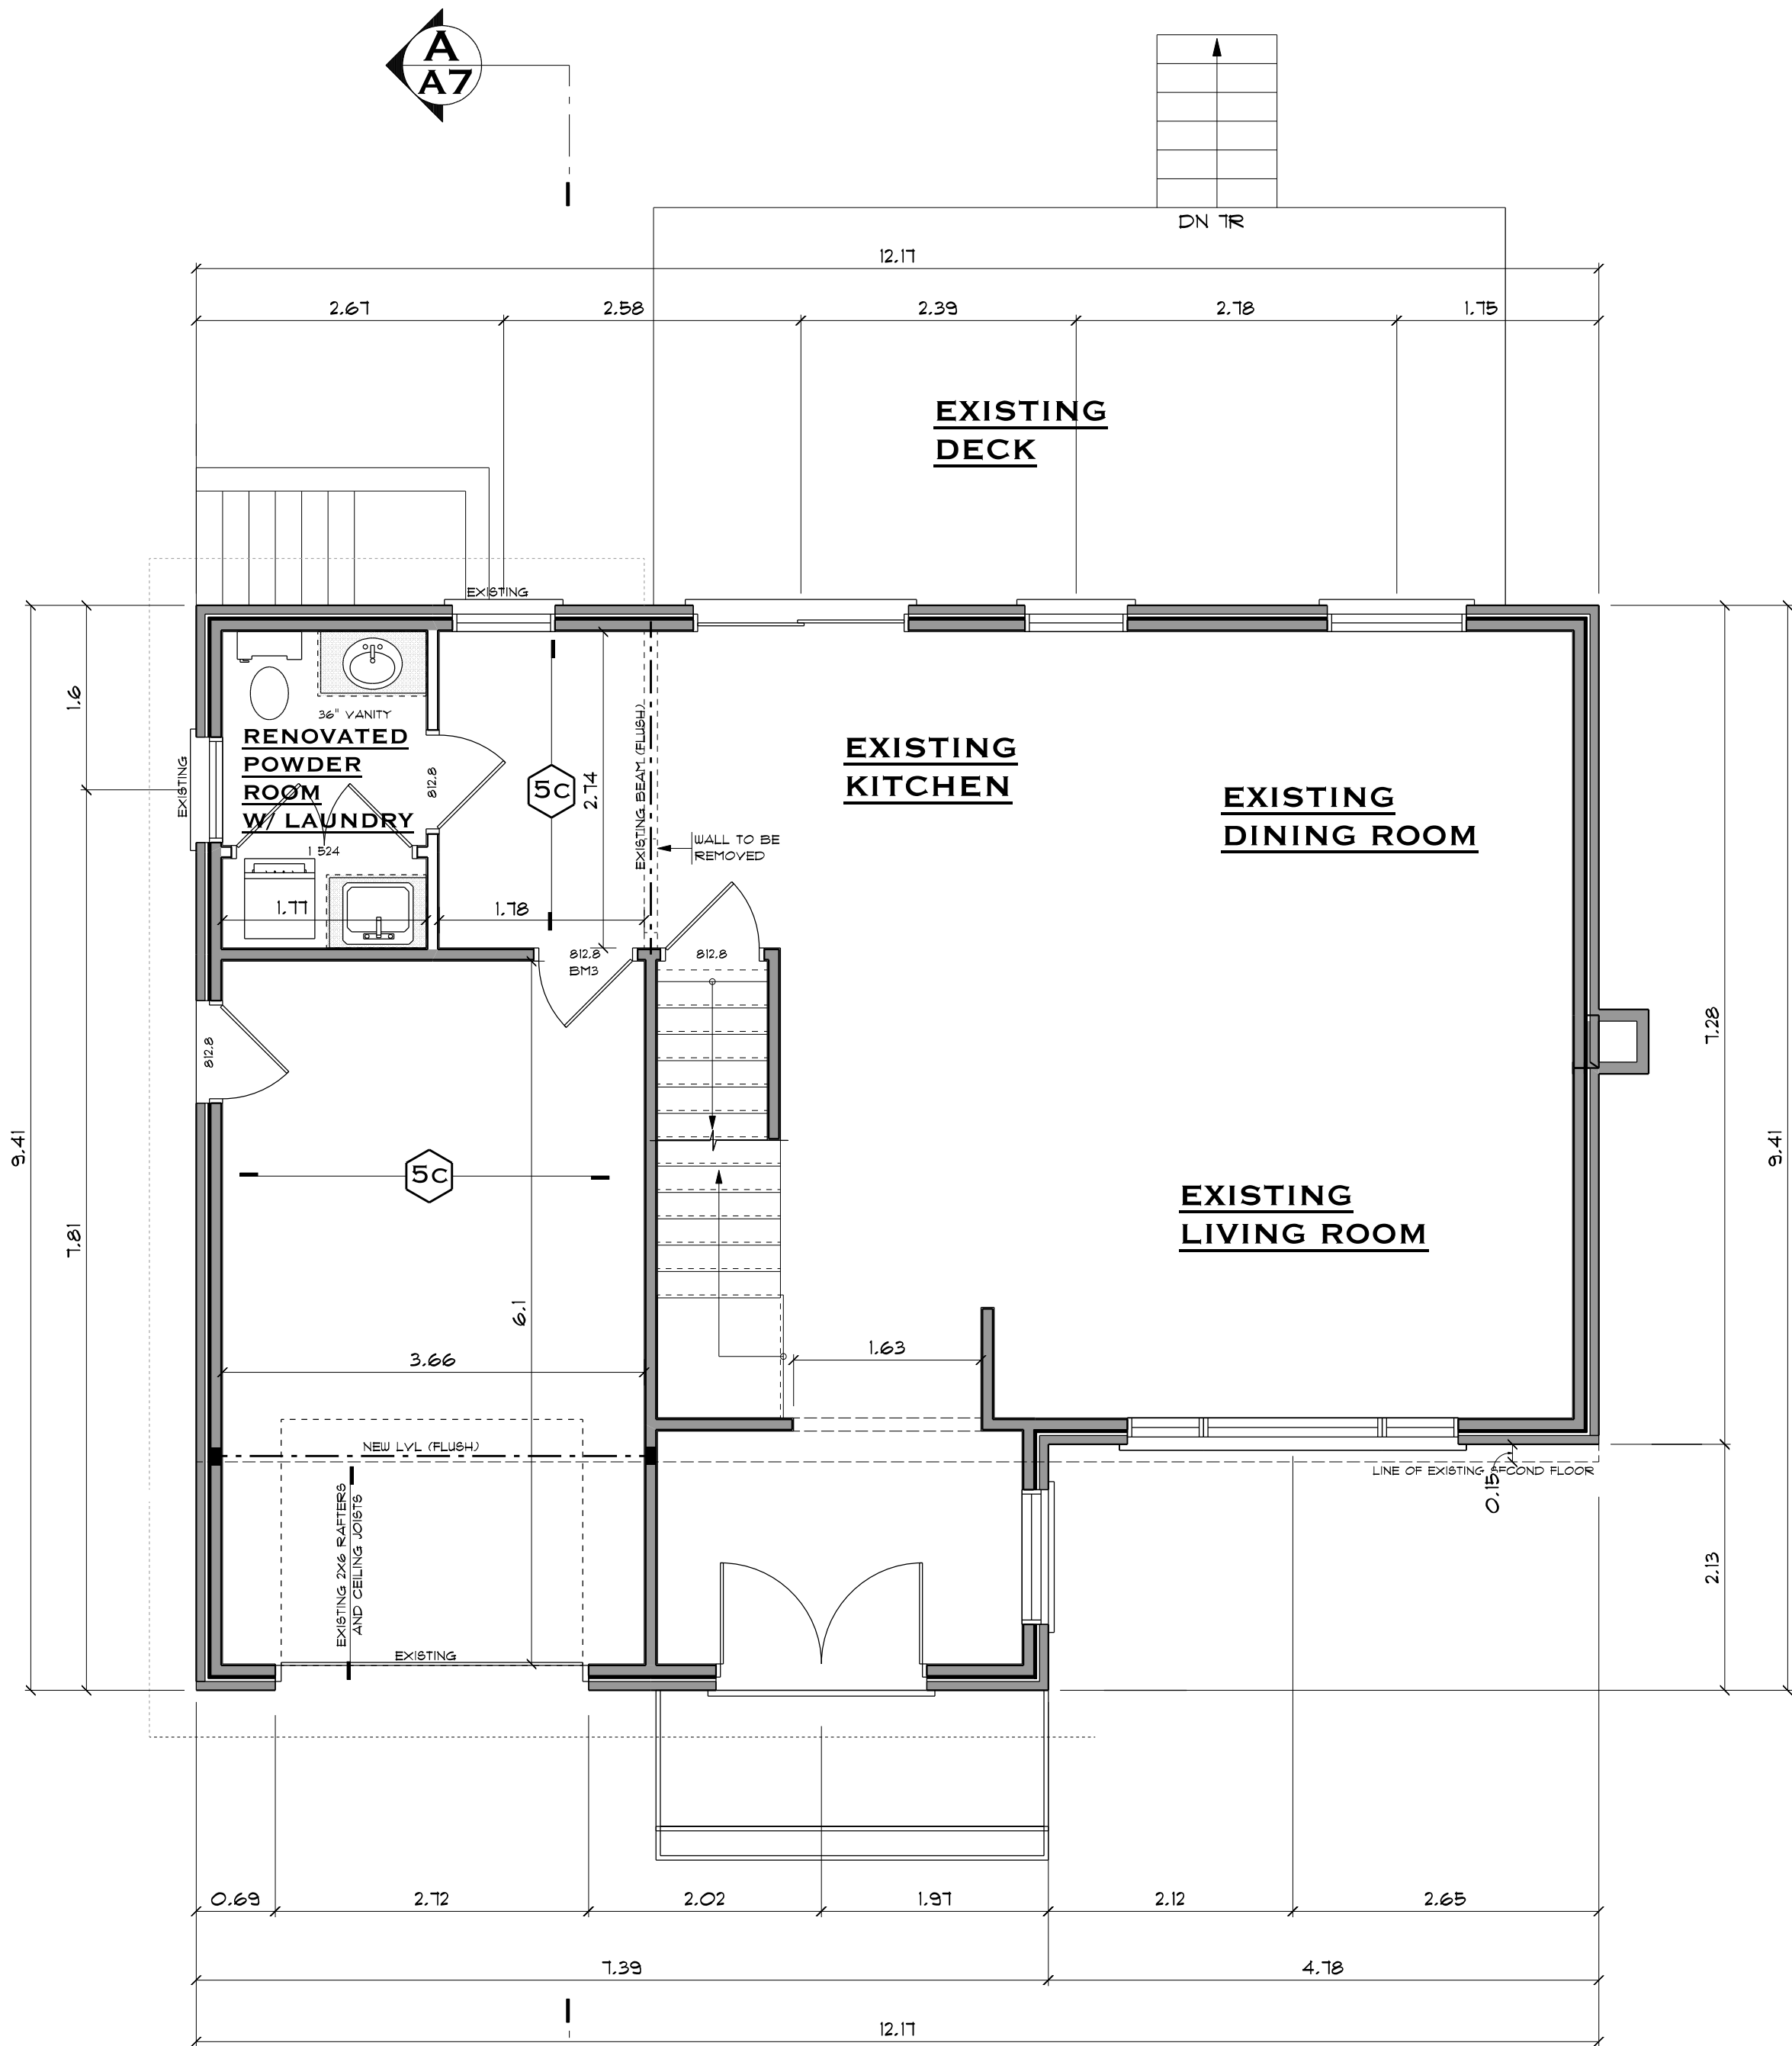 A
A7
DN 7R
12.17
2.67
2.58
2.39
2.78
1.75
EXISTING
DECK
EXISTING
1.6
36" VANITY
RENOVATED
POWDER
ROOM
W/ LAUNDRY
EXISTING
812.8
5C
2.74
EXISTING BEAM (FLUSH)
EXISTING
KITCHEN
EXISTING
DINING ROOM
WALL TO BE
REMOVED
1 524
1.77
1.78
812.8
BM3
812.8
812.8
7.28
9.41
9.41
5C
7.81
EXISTING
LIVING ROOM
6.1
3.66
1.63
NEW LVL (FLUSH)
LINE OF EXISTING SECOND FLOOR
0.15
EXISTING 2X6 RAFTERS
AND CEILING JOISTS
2.13
EXISTING
0.69
2.72
2.02
1.97
2.12
2.65
7.39
4.78
12.17